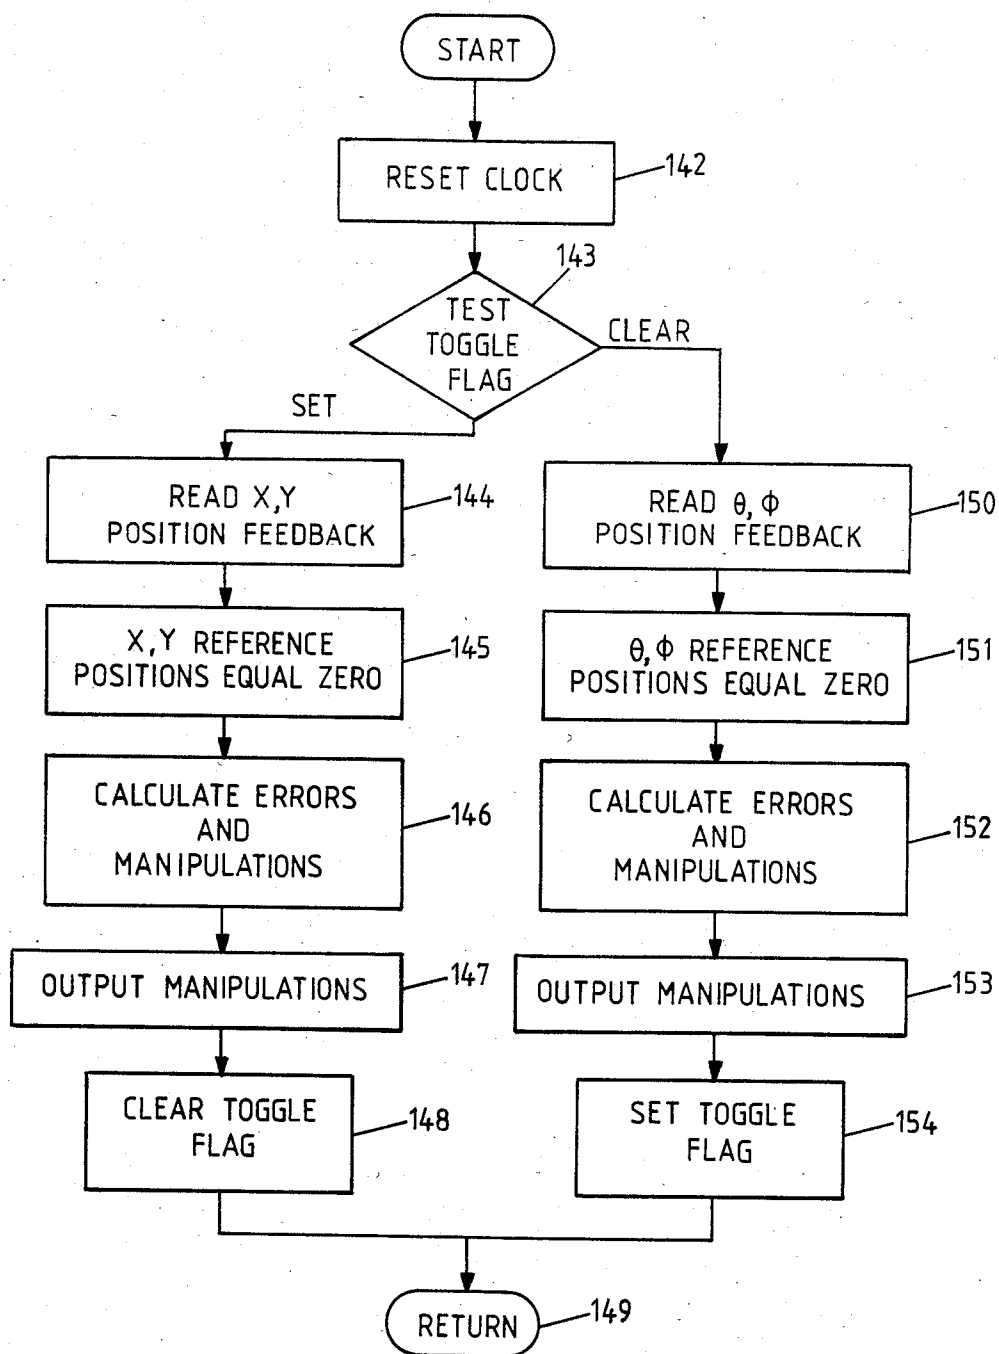 START
RESET CLOCK
142
143
TEST
TOGGLE
FLAG
CLEAR
SET
READ X,Y
POSITION FEEDBACK
144
X,Y REFERENCE
POSITIONS EQUAL ZERO
145
CALCULATE ERRORS
AND
MANIPULATIONS
146
OUTPUT MANIPULATIONS
147
CLEAR TOGGLE
FLAG
148
READ θ,ϕ
POSITION FEEDBACK
150
θ,ϕ REFERENCE
POSITIONS EQUAL ZERO
151
CALCULATE ERRORS
AND
MANIPULATIONS
152
OUTPUT MANIPULATIONS
153
SET TOGGLE
FLAG
154
RETURN
149